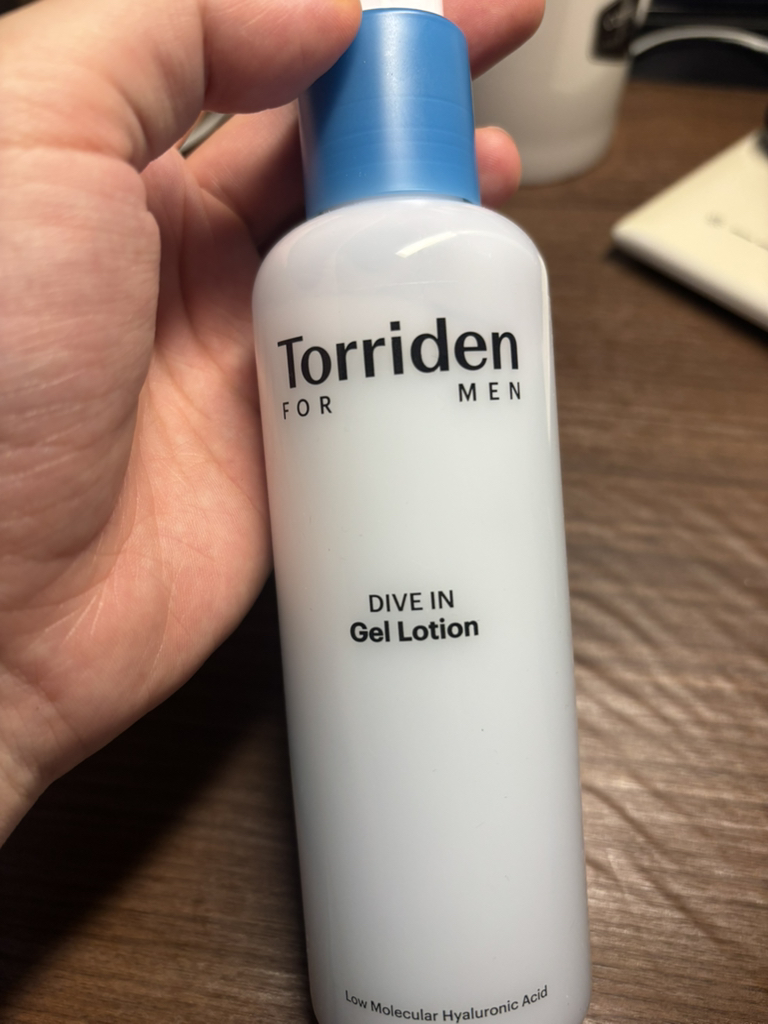 Torriden
FOR MEN
DIVE IN
Gel Lotion
Low Molecular Hyaluronic Acid